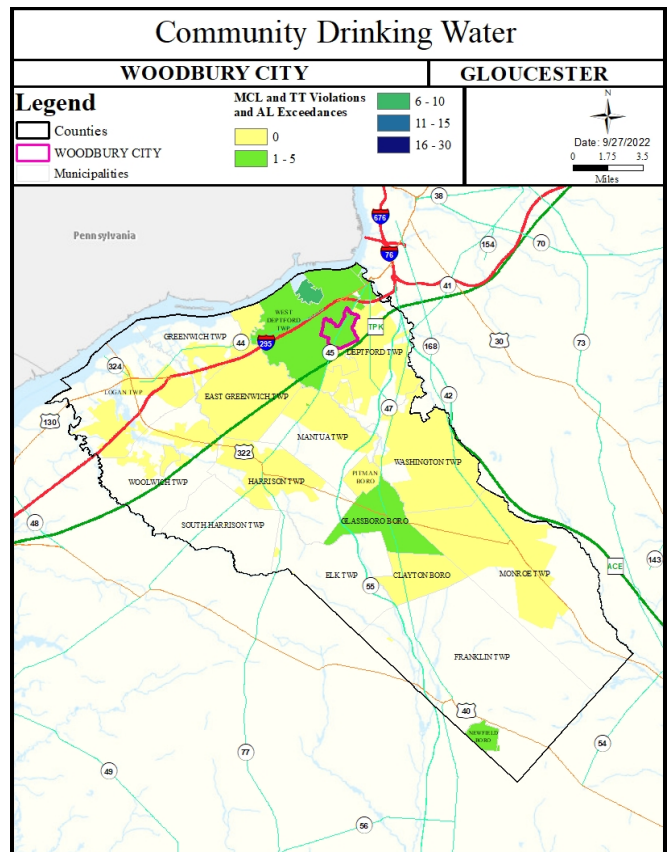 Community Drinking Water
WOODBURY CITY
GLOUCESTER
Legend
Counties
WOODBURY CITY
Municipalities
MCL and TT Violations
and AL Exceedances
0
1 - 5
6 - 10
11 - 15
16 - 30
N
Date: 9/27/2022
0 1.75 3.5
Miles
Pennsylvania
38
676
154
70
76
41
WEST
DEPTFORD
TWP
TPK
GREENWICH TWP
44
295
45
DEPTFORD TWP
168
30
73
324
LOGAN TWP
EAST GREENWICH TWP
47
42
130
MANTUA TWP
322
WASHINGTON TWP
PITMAN
BORO
WOOLWICH TWP
HARRISON TWP
48
SOUTH HARRISON TWP
GLASSBORO BORO
143
ACE
ELK TWP
55
CLAYTON BORO
MONROE TWP
FRANKLIN TWP
40
NEWFIELD
BORO
54
77
49
56